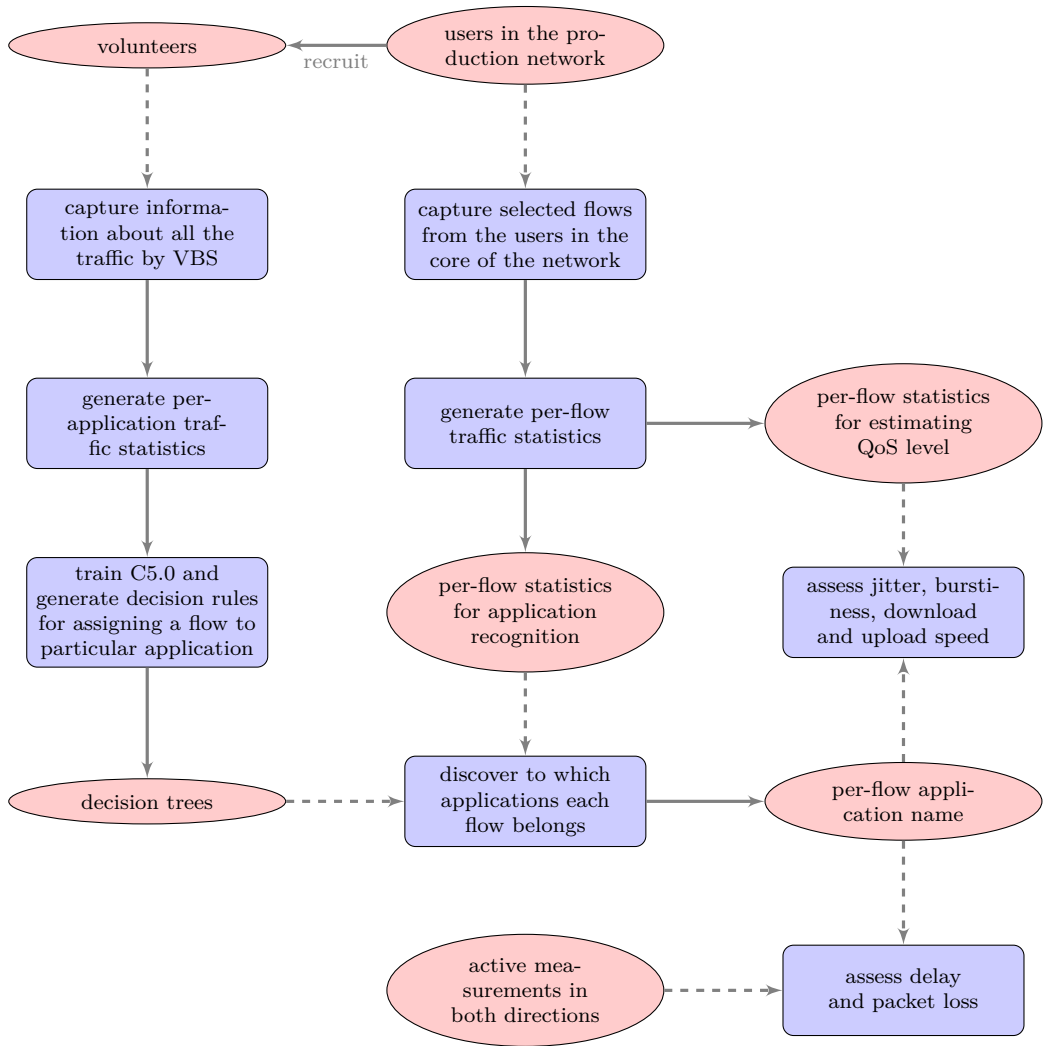 volunteers
users in the pro-
duction network
recruit
capture informa-
tion about all the
traffic by VBS
capture selected flows
from the users in the
core of the network
generate per-
application traf-
fic statistics
generate per-flow
traffic statistics
per-flow statistics
for estimating
QoS level
train C5.0 and
generate decision rules
for assigning a flow to
particular application
per-flow statistics
for application
recognition
assess jitter, bursti-
ness, download
and upload speed
decision trees
discover to which
applications each
flow belongs
per-flow appli-
cation name
active mea-
surements in
both directions
assess delay
and packet loss